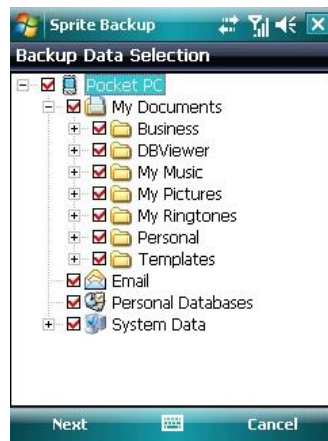 Sprite Backup
Backup Data Selection
Pocket PC
My Documents
Business
DBViewer
My Music
My Pictures
My Ringtones
Personal
Templates
Email
Personal Databases
System Data
Next Cancel